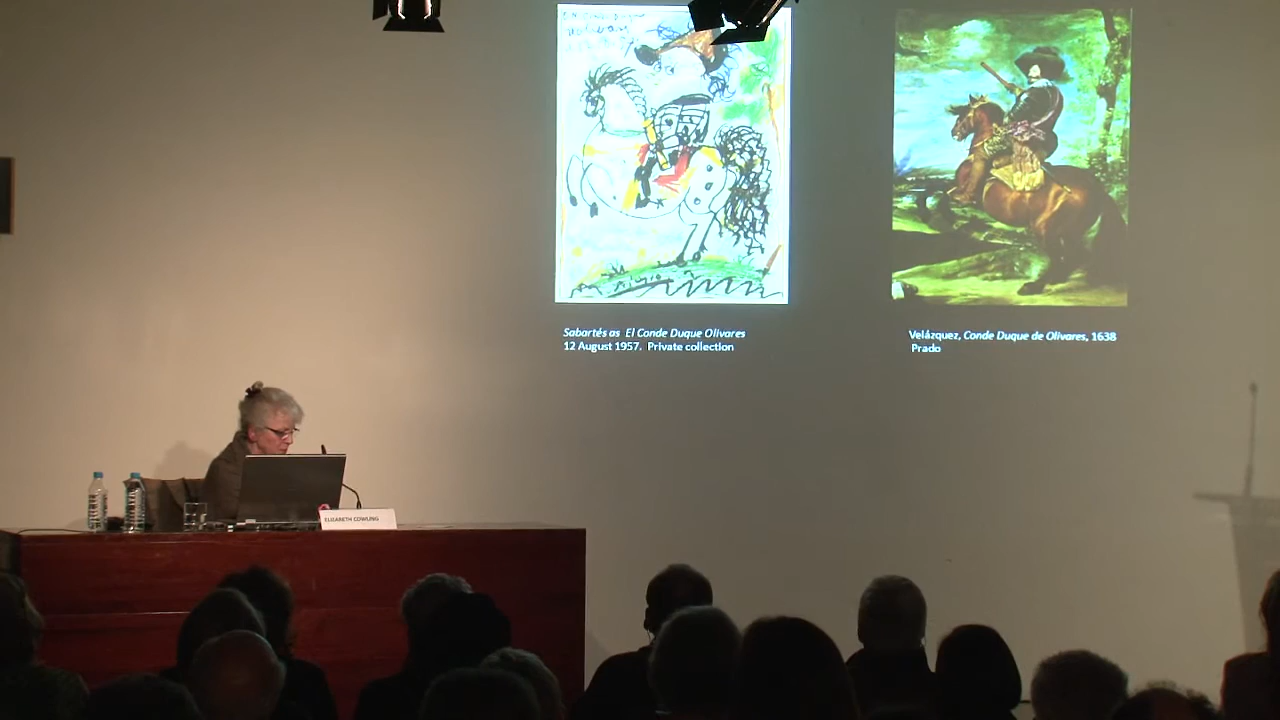 Sabartés as El Conde Duque Olivares
12 August 1957. Private collection
Velázquez, Conde Duque de Olivares, 1638
Prado
ELIZABETH COWLING